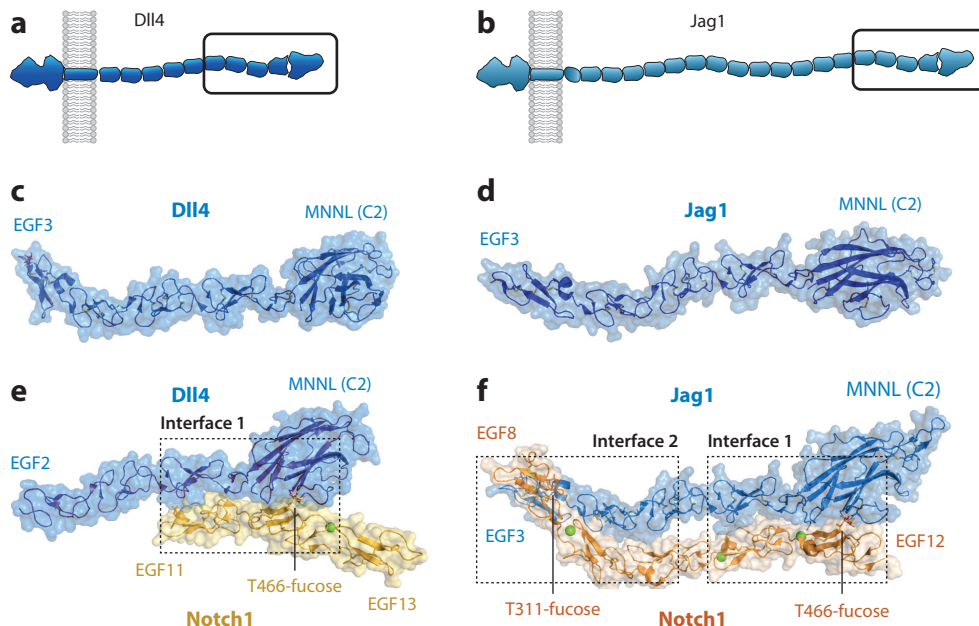 a
Dll4
b
Jag1
c
Dll4
MNNL (C2)
EGF3
d
Jag1
MNNL (C2)
EGF3
e
Dll4
MNNL (C2)
Interface 1
EGF2
EGF11
T466-fucose
EGF13
Notch1
f
Jag1
MNNL (C2)
EGF8
Interface 2
Interface 1
EGF3
EGF12
T311-fucose
T466-fucose
Notch1